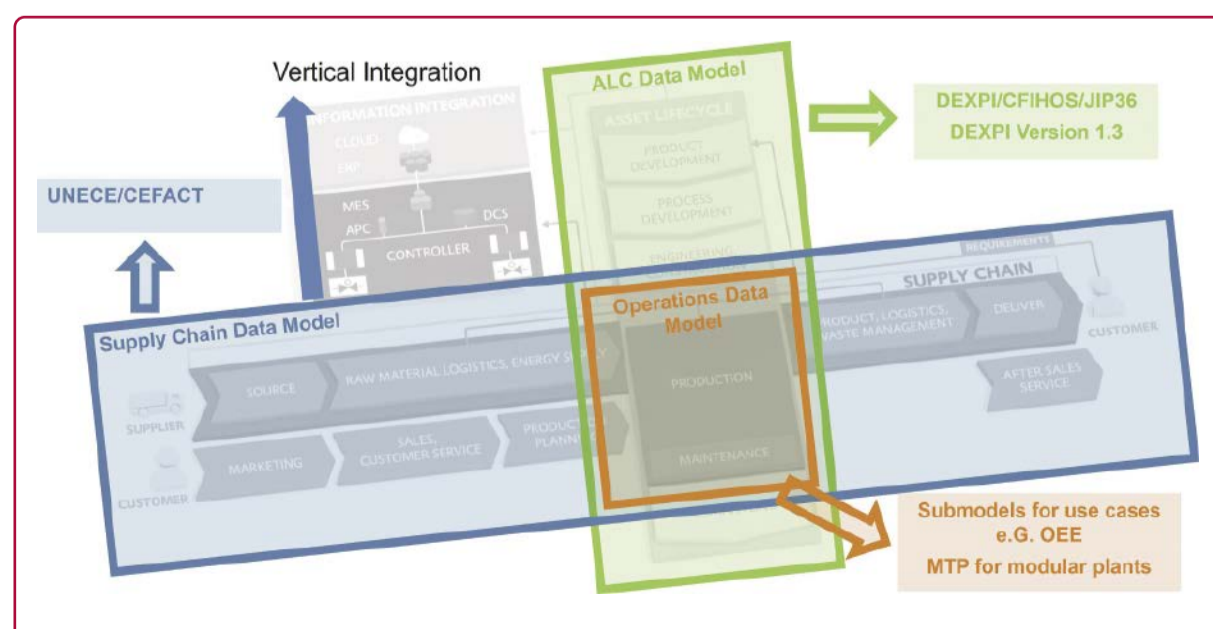 Vertical Integration
ALC Data Model
DEXPI/CFIHOS/JIP36
DEXPI Version 1.3
INFORMATION INTEGRATION
CLOUD
ERP
ASSET LIFECYCLE
PRODUCT
DEVELOPMENT
UNECE/CEFACT
MES
APC
DCS
CONTROLLER
PROCESS
DEVELOPMENT
ENGINEERING
REQUIREMENTS
SUPPLY CHAIN
Supply Chain Data Model
Operations Data
Model
PRODUCT, LOGISTICS,
WASTE MANAGEMENT
DELIVER
CUSTOMER
SOURCE
RAW MATERIAL LOGISTICS, ENERGY SUPPLY
PRODUCTION
AFTER SALES
SERVICE
SUPPLIER
MARKETING
SALES,
CUSTOMER SERVICE
PRODUCTION
PLANNING
MAINTENANCE
CUSTOMER
Submodels for use cases
e.G. OEE
MTP for modular plants